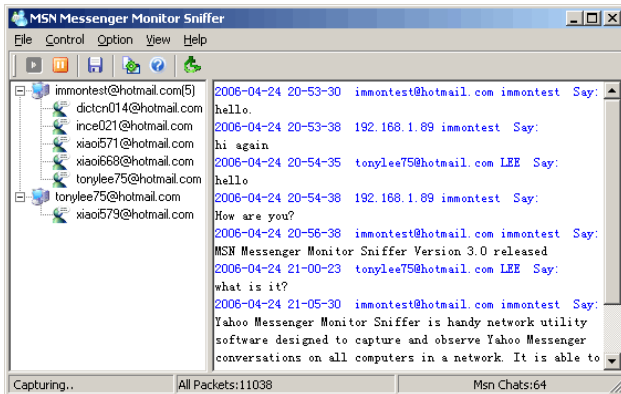 MSN Messenger Monitor Sniffer
File Control Option View Help
immontest@hotmail.com(5)
dictcn014@hotmail.com
ince021@hotmail.com
xiaoi571@hotmail.com
xiaoi668@hotmail.com
tonylee75@hotmail.com
tonylee75@hotmail.com
xiaoi579@hotmail.com
2006-04-24 20-53-30 immontest@hotmail.com immontest Say:
hello.
2006-04-24 20-53-38 192.168.1.89 immontest Say:
hi again
2006-04-24 20-54-35 tonylee75@hotmail.com LEE Say:
hello
2006-04-24 20-54-38 192.168.1.89 immontest Say:
How are you?
2006-04-24 20-56-38 immontest@hotmail.com immontest Say:
MSN Messenger Monitor Sniffer Version 3.0 released
2006-04-24 21-00-23 tonylee75@hotmail.com LEE Say:
what is it?
2006-04-24 21-05-30 immontest@hotmail.com immontest Say:
Yahoo Messenger Monitor Sniffer is handy network utility
software designed to capture and observe Yahoo Messenger
conversations on all computers in a network. It is able to
Capturing.. All Packets:11038 Msn Chats:64